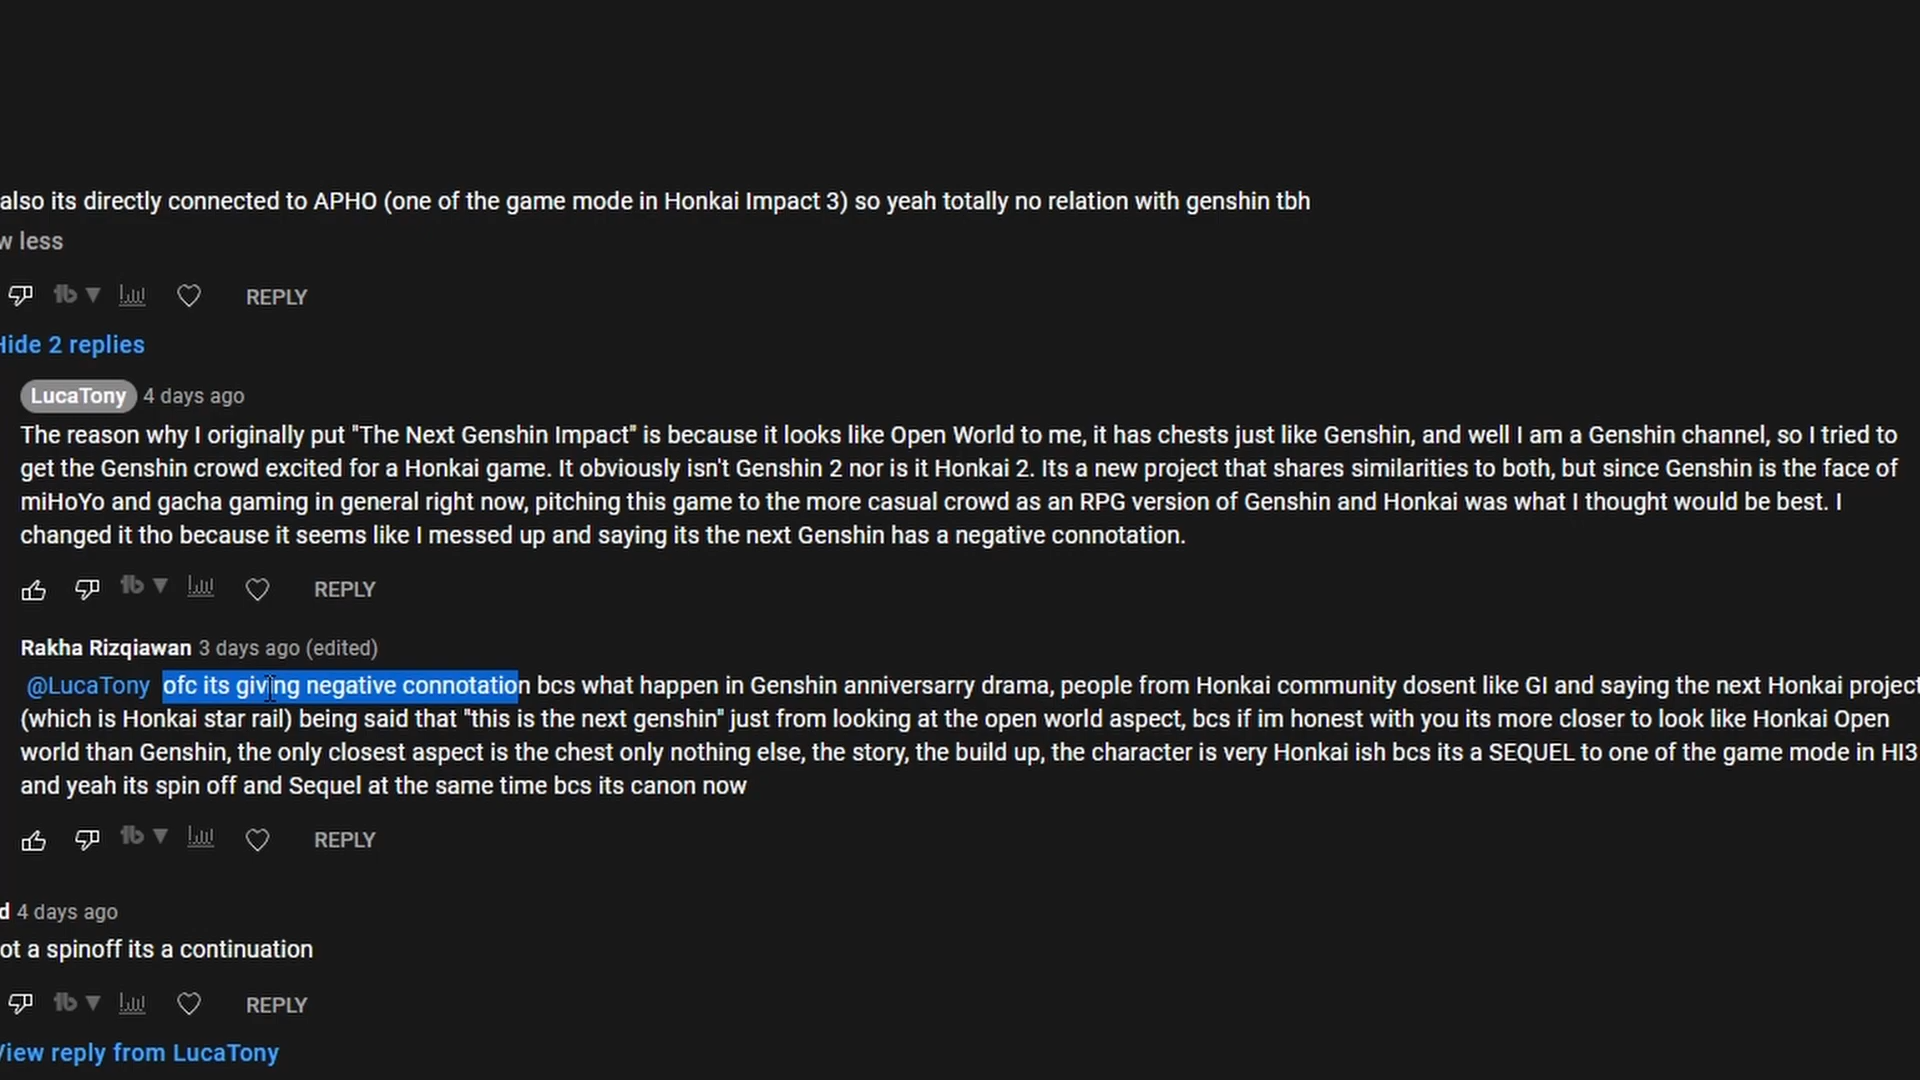 also its directly connected to APHO (one of the game mode in Honkai Impact 3) so yeah totally no relation with genshin tbh
w less
REPLY
Hide 2 replies
LucaTony 4 days ago
The reason why I originally put "The Next Genshin Impact" is because it looks like Open World to me, it has chests just like Genshin, and well I am a Genshin channel, so I tried to
get the Genshin crowd excited for a Honkai game. It obviously isn't Genshin 2 nor is it Honkai 2. Its a new project that shares similarities to both, but since Genshin is the face of
miHoYo and gacha gaming in general right now, pitching this game to the more casual crowd as an RPG version of Genshin and Honkai was what I thought would be best. I
changed it tho because it seems like I messed up and saying its the next Genshin has a negative connotation.
REPLY
Rakha Rizqiawan 3 days ago (edited)
@LucaTony ofc its giving negative connotation bcs what happen in Genshin anniversarry drama, people from Honkai community dosent like GI and saying the next Honkai project
(which is Honkai star rail) being said that "this is the next genshin" just from looking at the open world aspect, bcs if im honest with you its more closer to look like Honkai Open
world than Genshin, the only closest aspect is the chest only nothing else, the story, the build up, the character is very Honkai ish bcs its a SEQUEL to one of the game mode in HI3
and yeah its spin off and Sequel at the same time bcs its canon now
REPLY
d 4 days ago
ot a spinoff its a continuation
REPLY
View reply from LucaTony